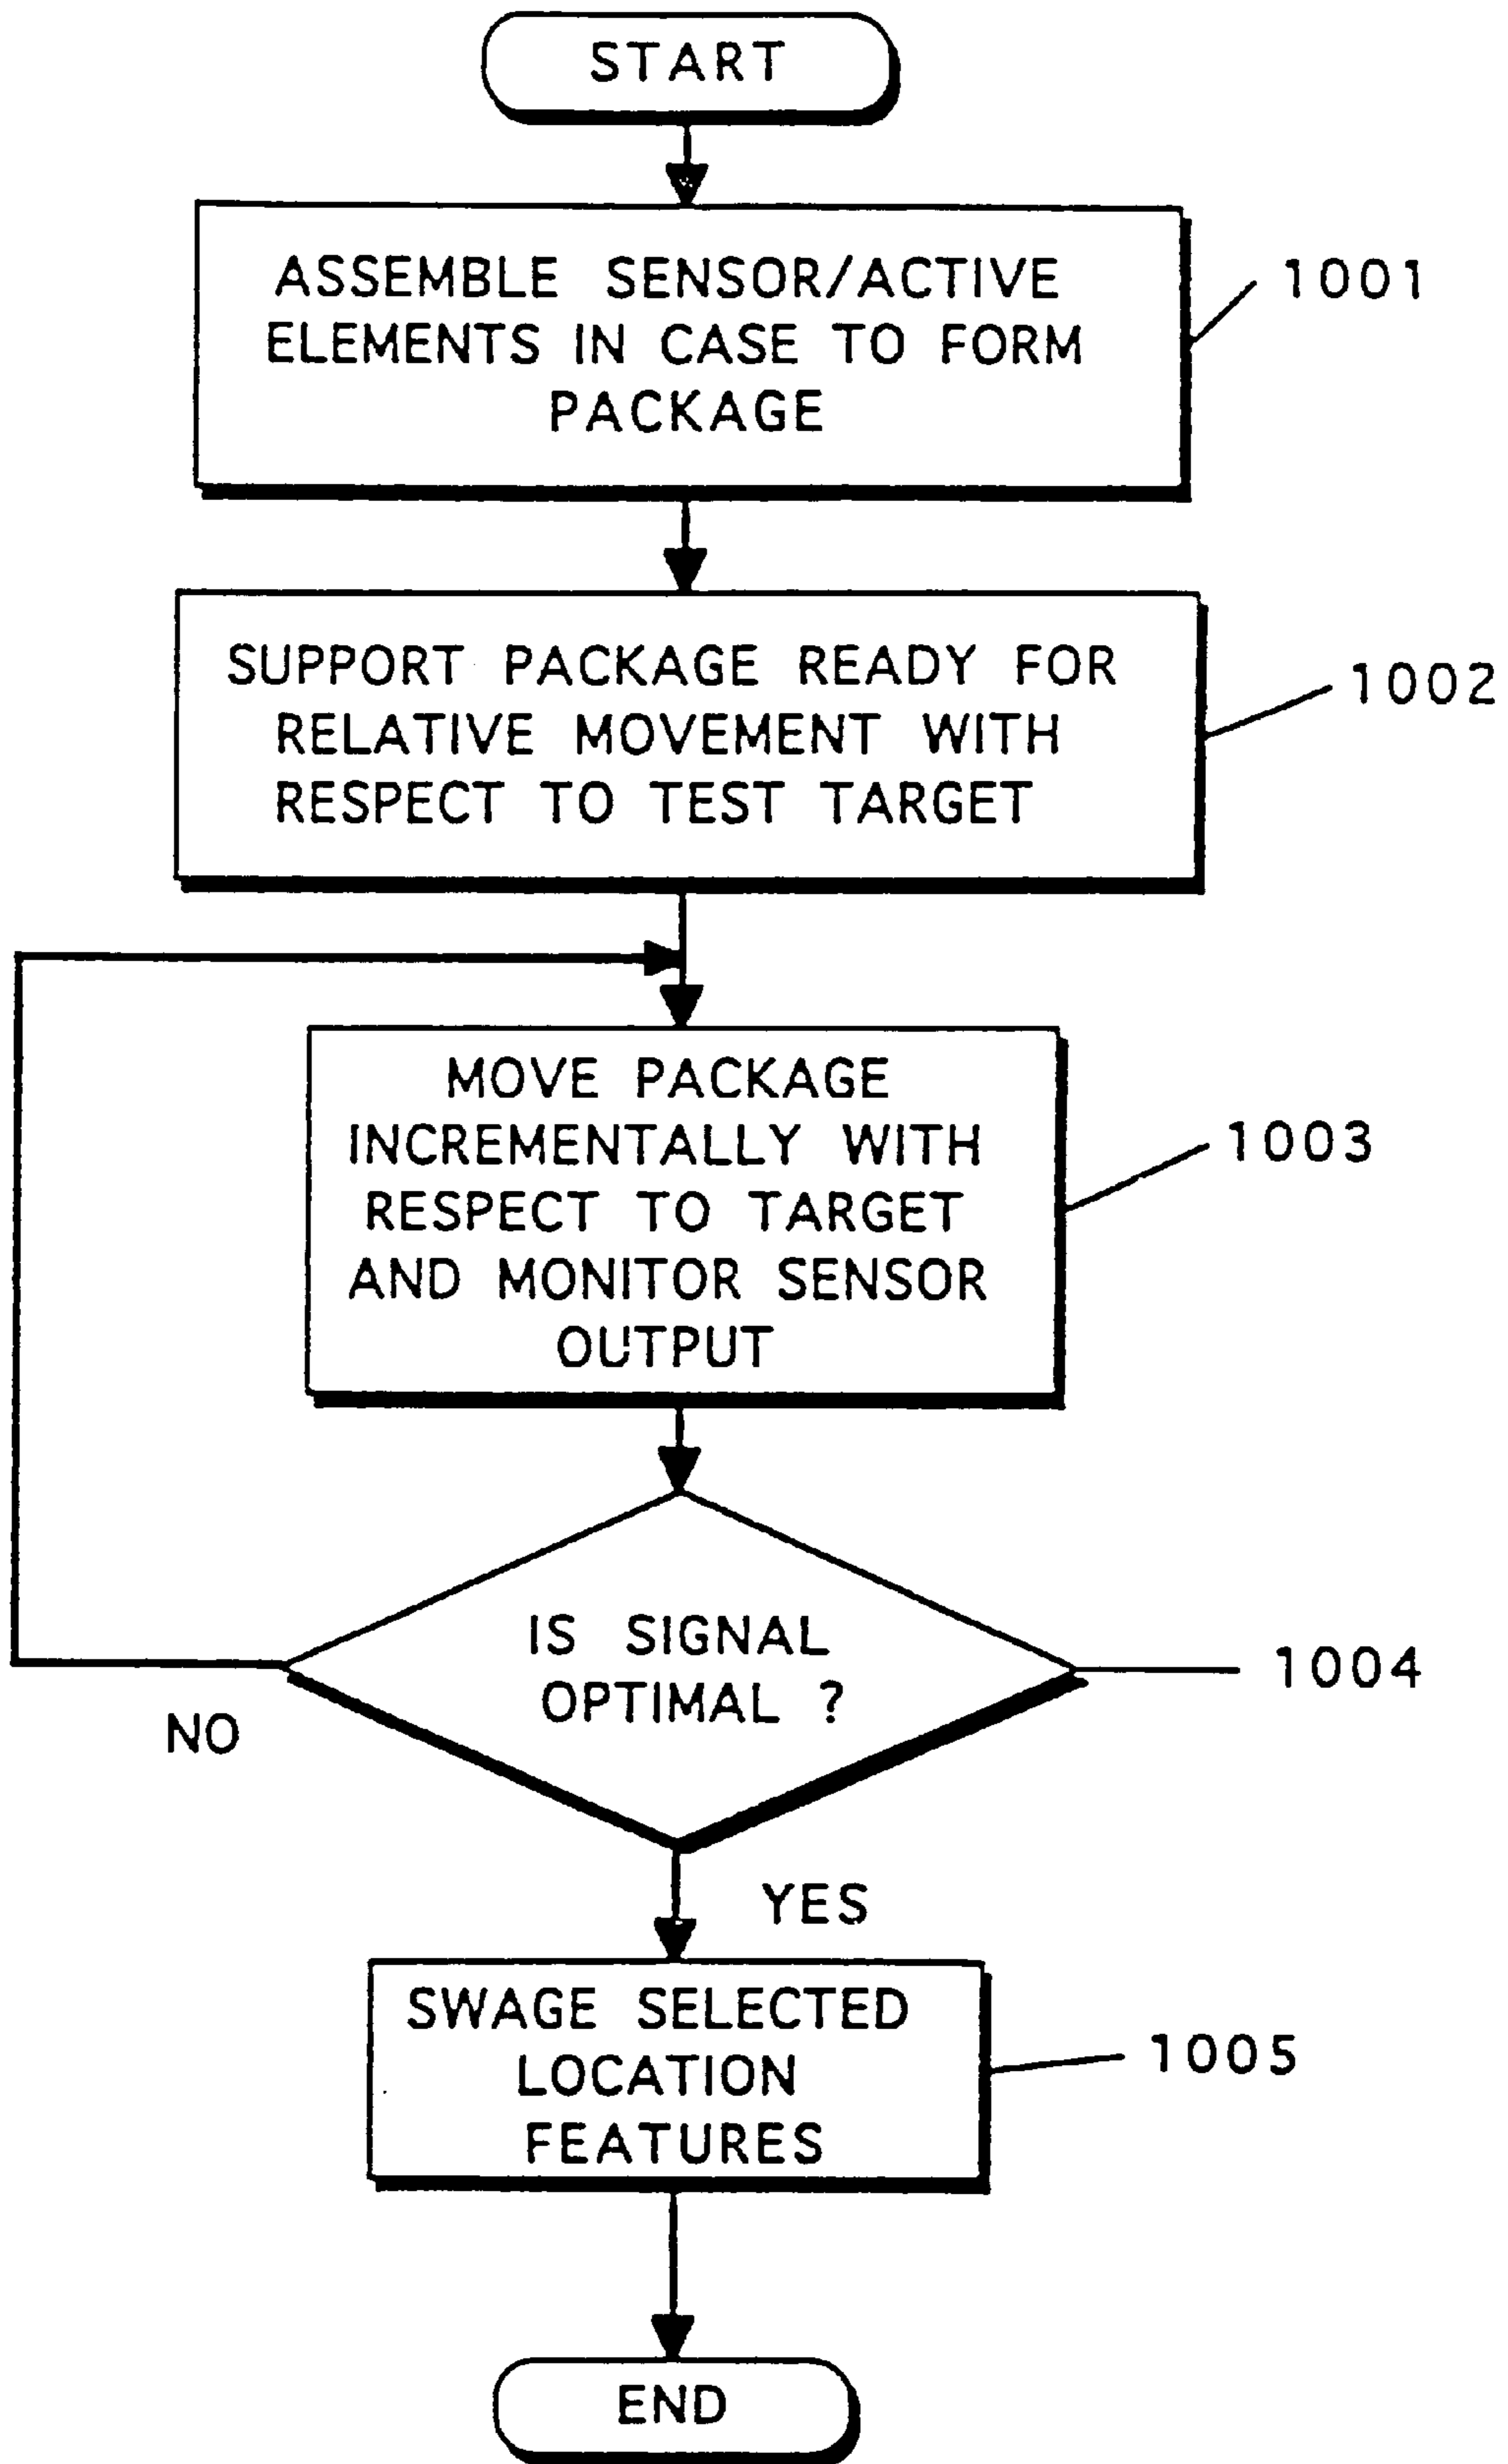 START
ASSEMBLE SENSOR/ACTIVE
ELEMENTS IN CASE TO FORM
PACKAGE
1001
SUPPORT PACKAGE READY FOR
RELATIVE MOVEMENT WITH
RESPECT TO TEST TARGET
1002
MOVE PACKAGE
INCREMENTALLY WITH
RESPECT TO TARGET
AND MONITOR SENSOR
OUTPUT
1003
IS SIGNAL
OPTIMAL ?
1004
NO
YES
SWAGE SELECTED
LOCATION
FEATURES
1005
END